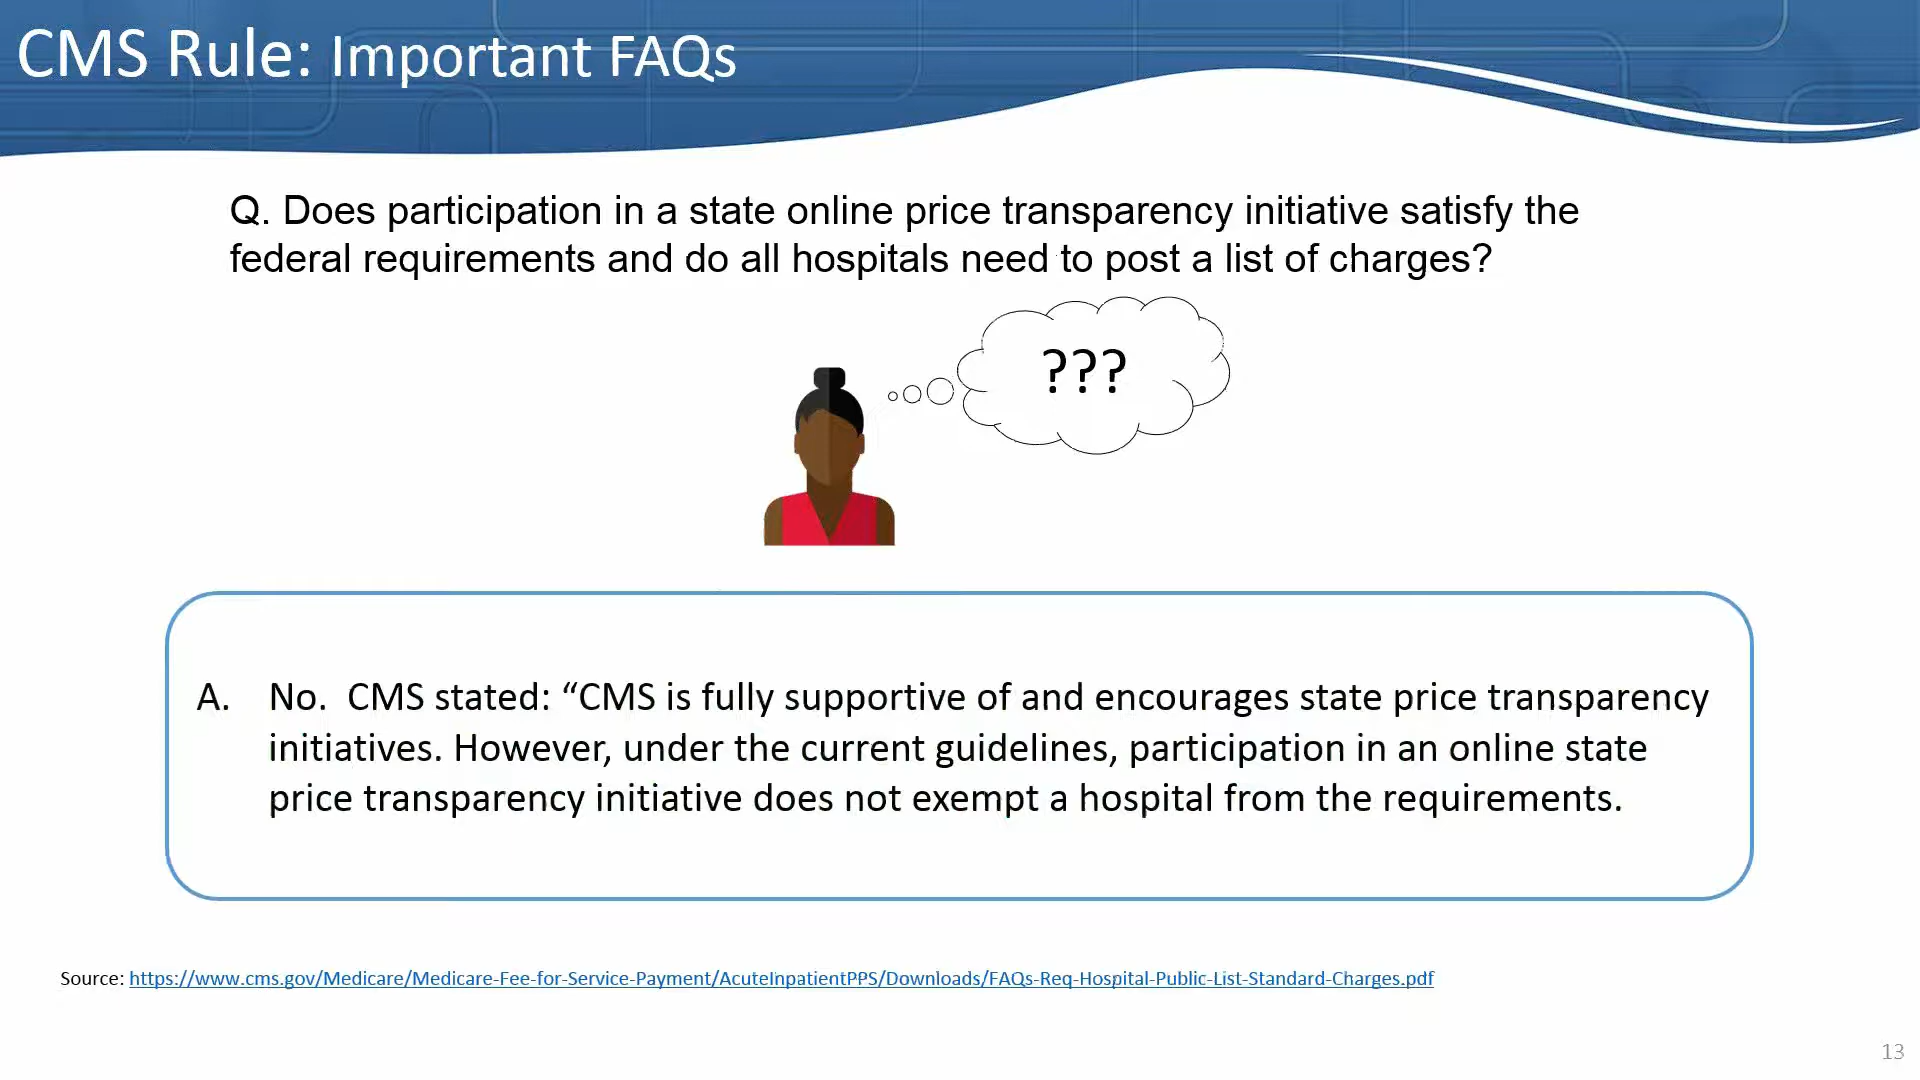 CMS Rule: Important FAQs
Q. Does participation in a state online price transparency initiative satisfy the
federal requirements and do all hospitals need to post a list of charges?
???
A. No. CMS stated: “CMS is fully supportive of and encourages state price transparency
initiatives. However, under the current guidelines, participation in an online state
price transparency initiative does not exempt a hospital from the requirements.
Source: https://www.cms.gov/Medicare/Medicare-Fee-for-Service-Payment/AcuteInpatientPPS/Downloads/FAQs-Req-Hospital-Public-List-Standard-Charges.pdf
13